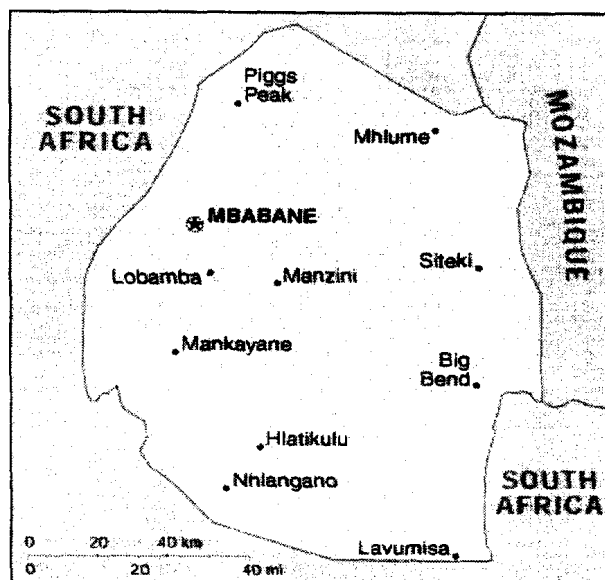 Piggs
Peak
SOUTH
AFRICA
Mhlume
MOZAMBIQUE
MBABANE
Lobamba
Manzini
Siteki
Mankayane
Big
Bend
Hlatikulu
Nhlangano
SOUTH
AFRICA
0 20 40 km
0 20 40 mi
Lavumisa